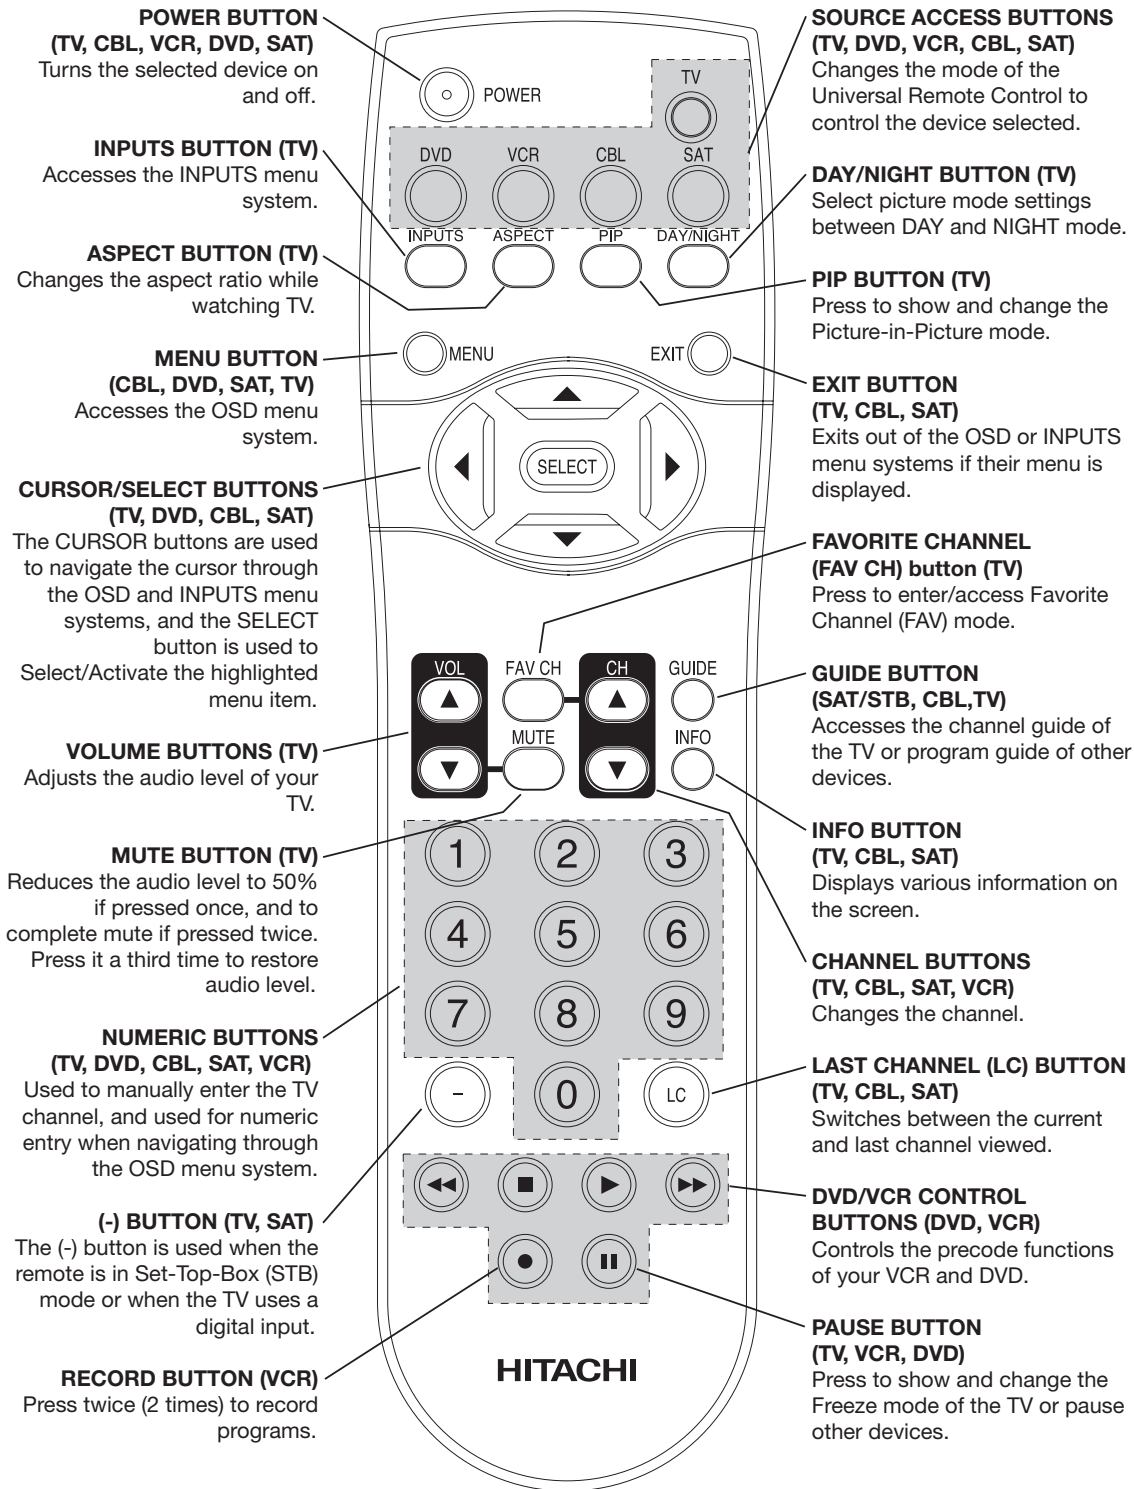 POWER BUTTON
(TV, CBL, VCR, DVD, SAT)
Turns the selected device on
and off.
INPUTS BUTTON (TV)
Accesses the INPUTS menu
system.
ASPECT BUTTON (TV)
Changes the aspect ratio while
watching TV.
MENU BUTTON
(CBL, DVD, SAT, TV)
Accesses the OSD menu
system.
CURSOR/SELECT BUTTONS
(TV, DVD, CBL, SAT)
The CURSOR buttons are used
to navigate the cursor through
the OSD and INPUTS menu
systems, and the SELECT
button is used to
Select/Activate the highlighted
menu item.
VOLUME BUTTONS (TV)
Adjusts the audio level of your
TV.
MUTE BUTTON (TV)
Reduces the audio level to 50%
if pressed once, and to
complete mute if pressed twice.
Press it a third time to restore
audio level.
NUMERIC BUTTONS
(TV, DVD, CBL, SAT, VCR)
Used to manually enter the TV
channel, and used for numeric
entry when navigating through
the OSD menu system.
(-) BUTTON (TV, SAT)
The (-) button is used when the
remote is in Set-Top-Box (STB)
mode or when the TV uses a
digital input.
RECORD BUTTON (VCR)
Press twice (2 times) to record
programs.
POWER
TV
DVD VCR CBL SAT
INPUTS ASPECT PIP DAY/NIGHT
MENU EXIT
SELECT
VOL FAV CH CH GUIDE
MUTE INFO
1 2 3
4 5 6
7 8 9
- 0 LC
HITACHI
SOURCE ACCESS BUTTONS
(TV, DVD, VCR, CBL, SAT)
Changes the mode of the
Universal Remote Control to
control the device selected.
DAY/NIGHT BUTTON (TV)
Select picture mode settings
between DAY and NIGHT mode.
PIP BUTTON (TV)
Press to show and change the
Picture-in-Picture mode.
EXIT BUTTON
(TV, CBL, SAT)
Exits out of the OSD or INPUTS
menu systems if their menu is
displayed.
FAVORITE CHANNEL
(FAV CH) button (TV)
Press to enter/access Favorite
Channel (FAV) mode.
GUIDE BUTTON
(SAT/STB, CBL,TV)
Accesses the channel guide of
the TV or program guide of other
devices.
INFO BUTTON
(TV, CBL, SAT)
Displays various information on
the screen.
CHANNEL BUTTONS
(TV, CBL, SAT, VCR)
Changes the channel.
LAST CHANNEL (LC) BUTTON
(TV, CBL, SAT)
Switches between the current
and last channel viewed.
DVD/VCR CONTROL
BUTTONS (DVD, VCR)
Controls the precode functions
of your VCR and DVD.
PAUSE BUTTON
(TV, VCR, DVD)
Press to show and change the
Freeze mode of the TV or pause
other devices.